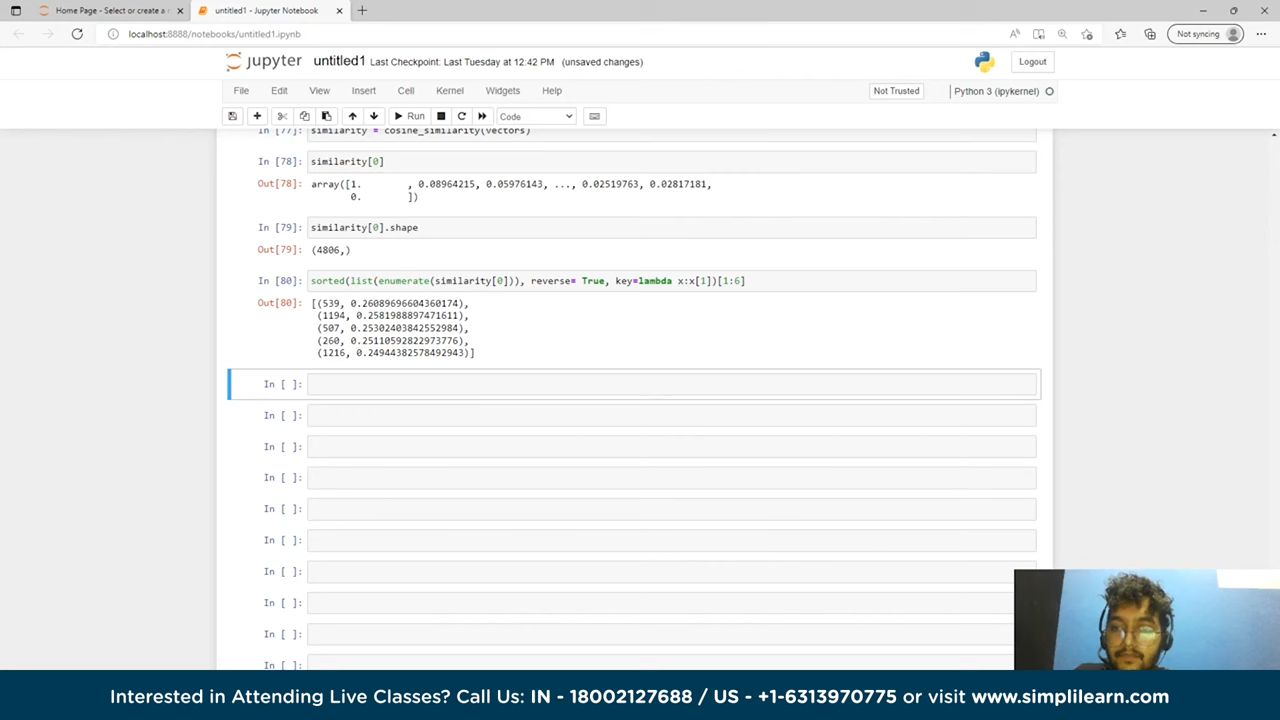 Home Page - Select or create a n
untitled1 - Jupyter Notebook
localhost:8888/notebooks/untitled1.ipynb
Not syncing
jupyter untitled1 Last Checkpoint: Last Tuesday at 12:42 PM (unsaved changes)
Logout
File Edit View Insert Cell Kernel Widgets Help
Not Trusted
Python 3 (ipykernel)
Run
Code
In [77]: similarity = cosine_similarity(vectors)
In [78]: similarity[0]
Out[78]: array([1. , 0.08964215, 0.05976143, ..., 0.02519763, 0.02817181,
0. ])
In [79]: similarity[0].shape
Out[79]: (4806,)
In [80]: sorted(list(enumerate(similarity[0])), reverse= True, key=lambda x:x[1])[1:6]
Out[80]: [(539, 0.26089696604360174),
(1194, 0.2581988897471611),
(507, 0.25302403842552984),
(260, 0.25110592822973776),
(1216, 0.24944382578492943)]
In [ ]:
In [ ]:
In [ ]:
In [ ]:
In [ ]:
In [ ]:
In [ ]:
In [ ]:
In [ ]:
In [ ]:
Interested in Attending Live Classes? Call Us: IN - 18002127688 / US - +1-6313970775 or visit www.simplilearn.com